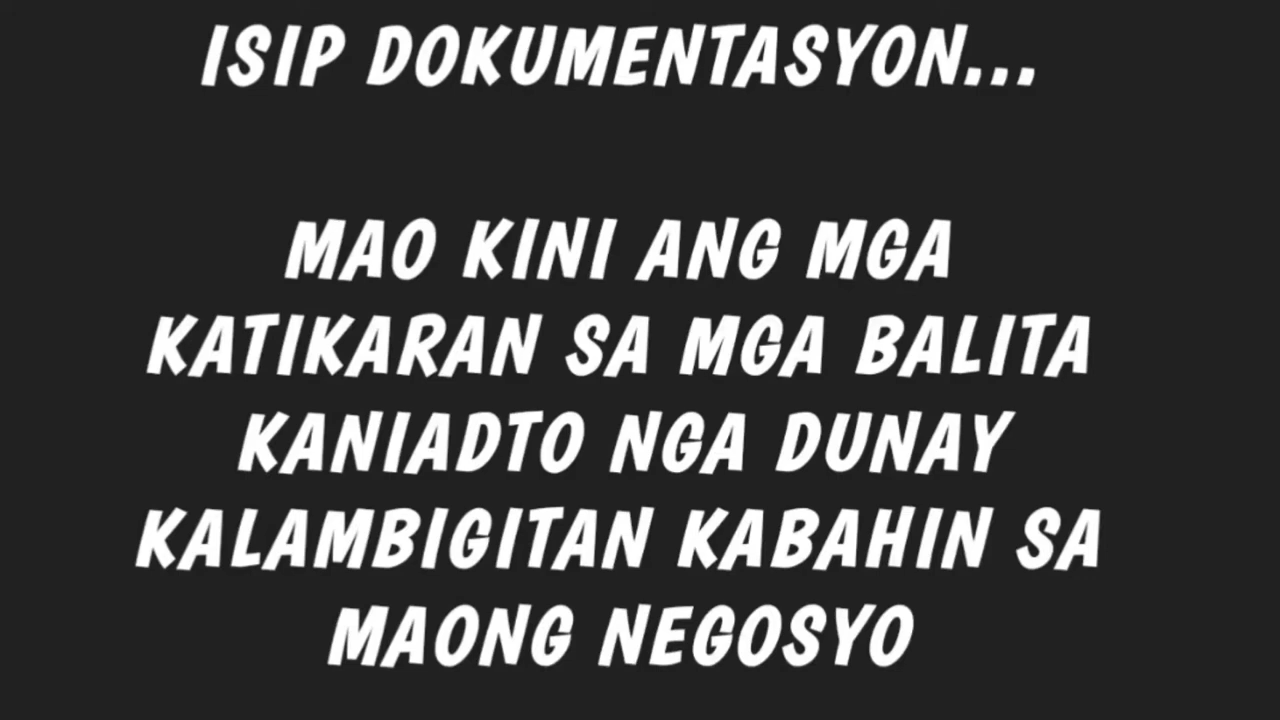 ISIP DOKUMENTASYON...
MAO KINI ANG MGA
KATIKARAN SA MGA BALITA
KANIADTO NGA DUNAY
KALAMBIGITAN KABAHIN SA
MAONG NEGOSYO